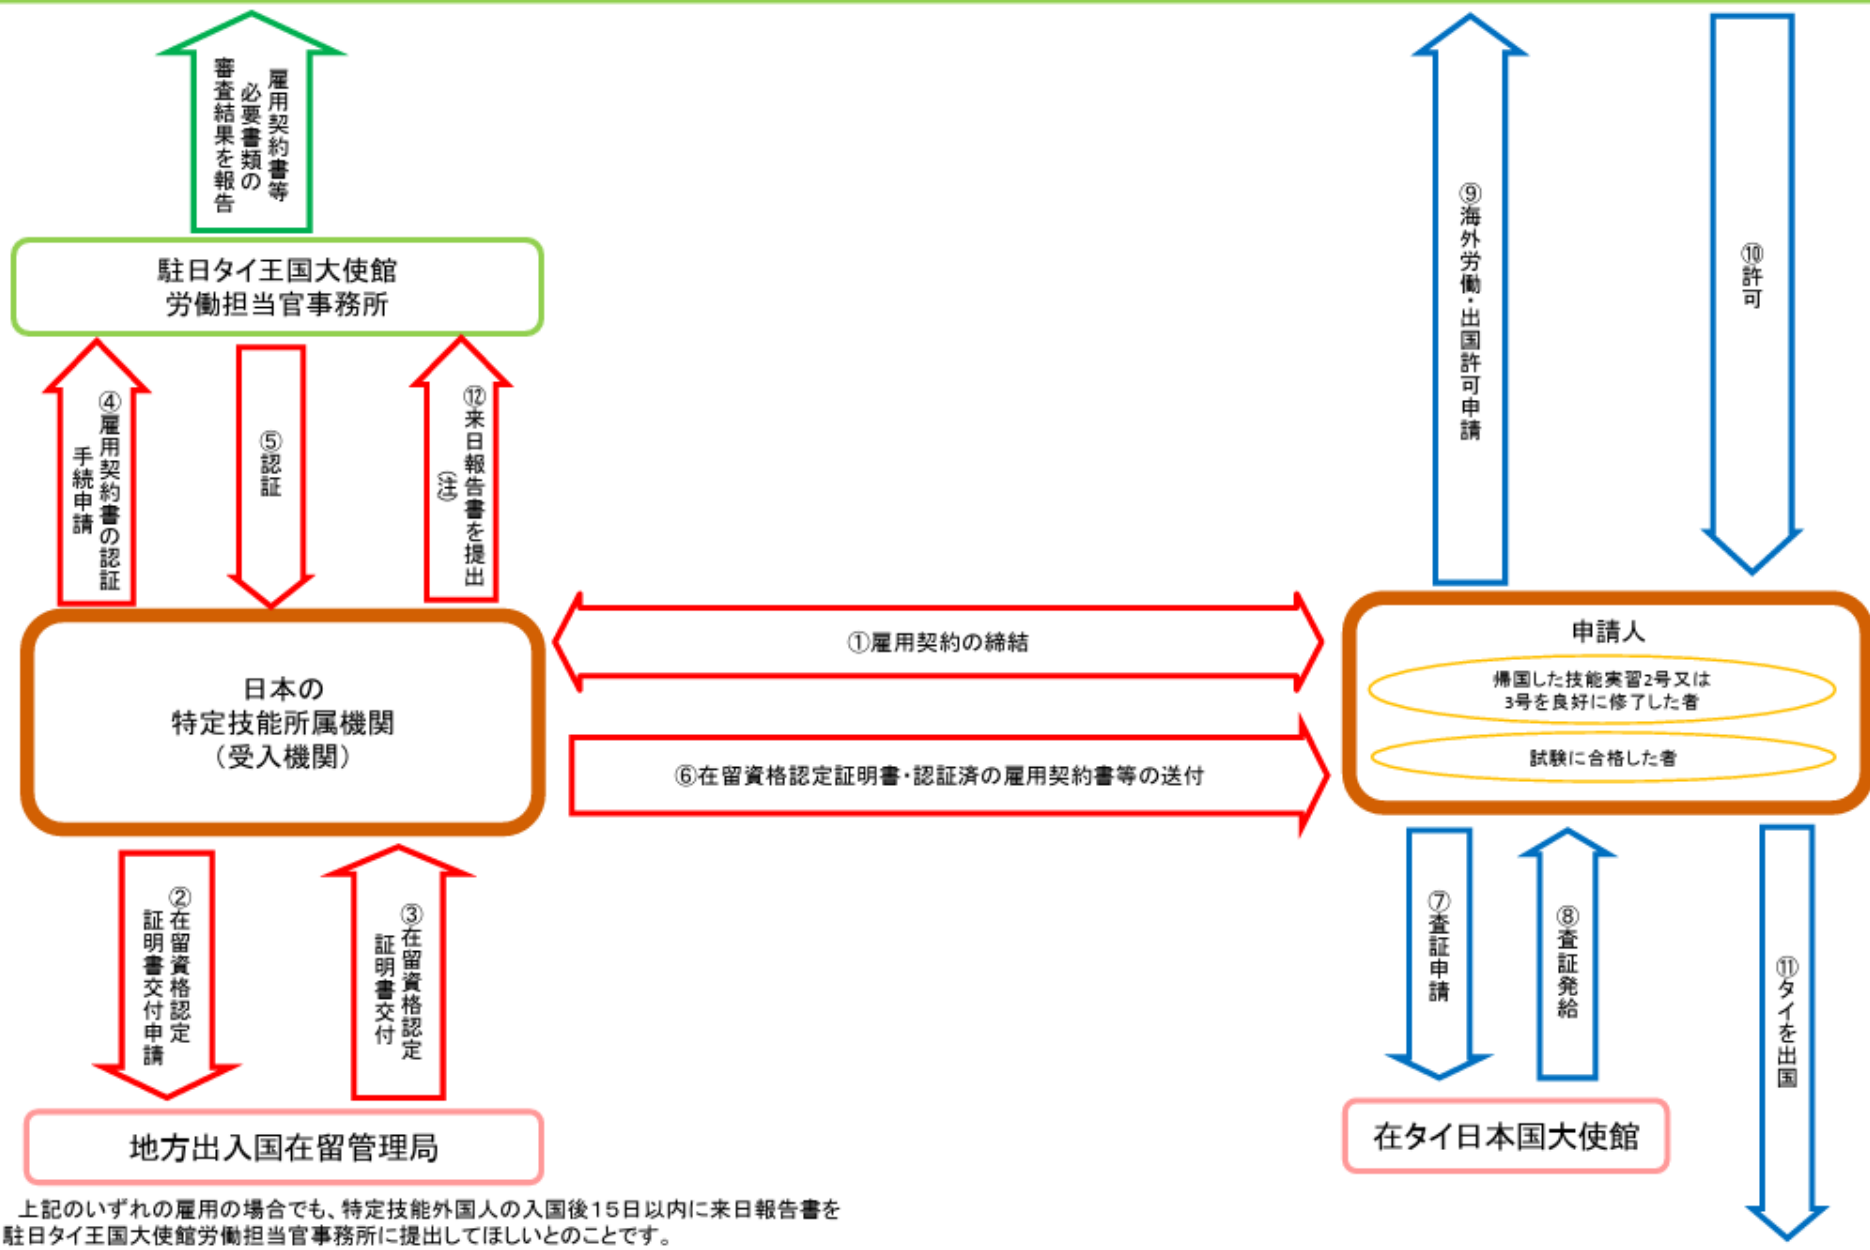 雇用契約書等
必要書類の
審査結果を報告
駐日タイ王国大使館
労働担当官事務所
④雇用契約書の認証
手続申請
⑤認証
⑫来日報告書を提出
(注)
⑨海外労働・出国許可申請
⑩許可
日本の
特定技能所属機関
（受入機関）
①雇用契約の締結
⑥在留資格認定証明書・認証済の雇用契約書等の送付
申請人
帰国した技能実習2号又は
3号を良好に修了した者
試験に合格した者
②在留資格認定
証明書交付申請
③在留資格認定
証明書交付
⑦査証申請
⑧査証発給
⑪タイを出国
地方出入国在留管理局
在タイ日本国大使館
上記のいずれの雇用の場合でも、特定技能外国人の入国後15日以内に来日報告書を
駐日タイ王国大使館労働担当官事務所に提出してほしいとのことです。